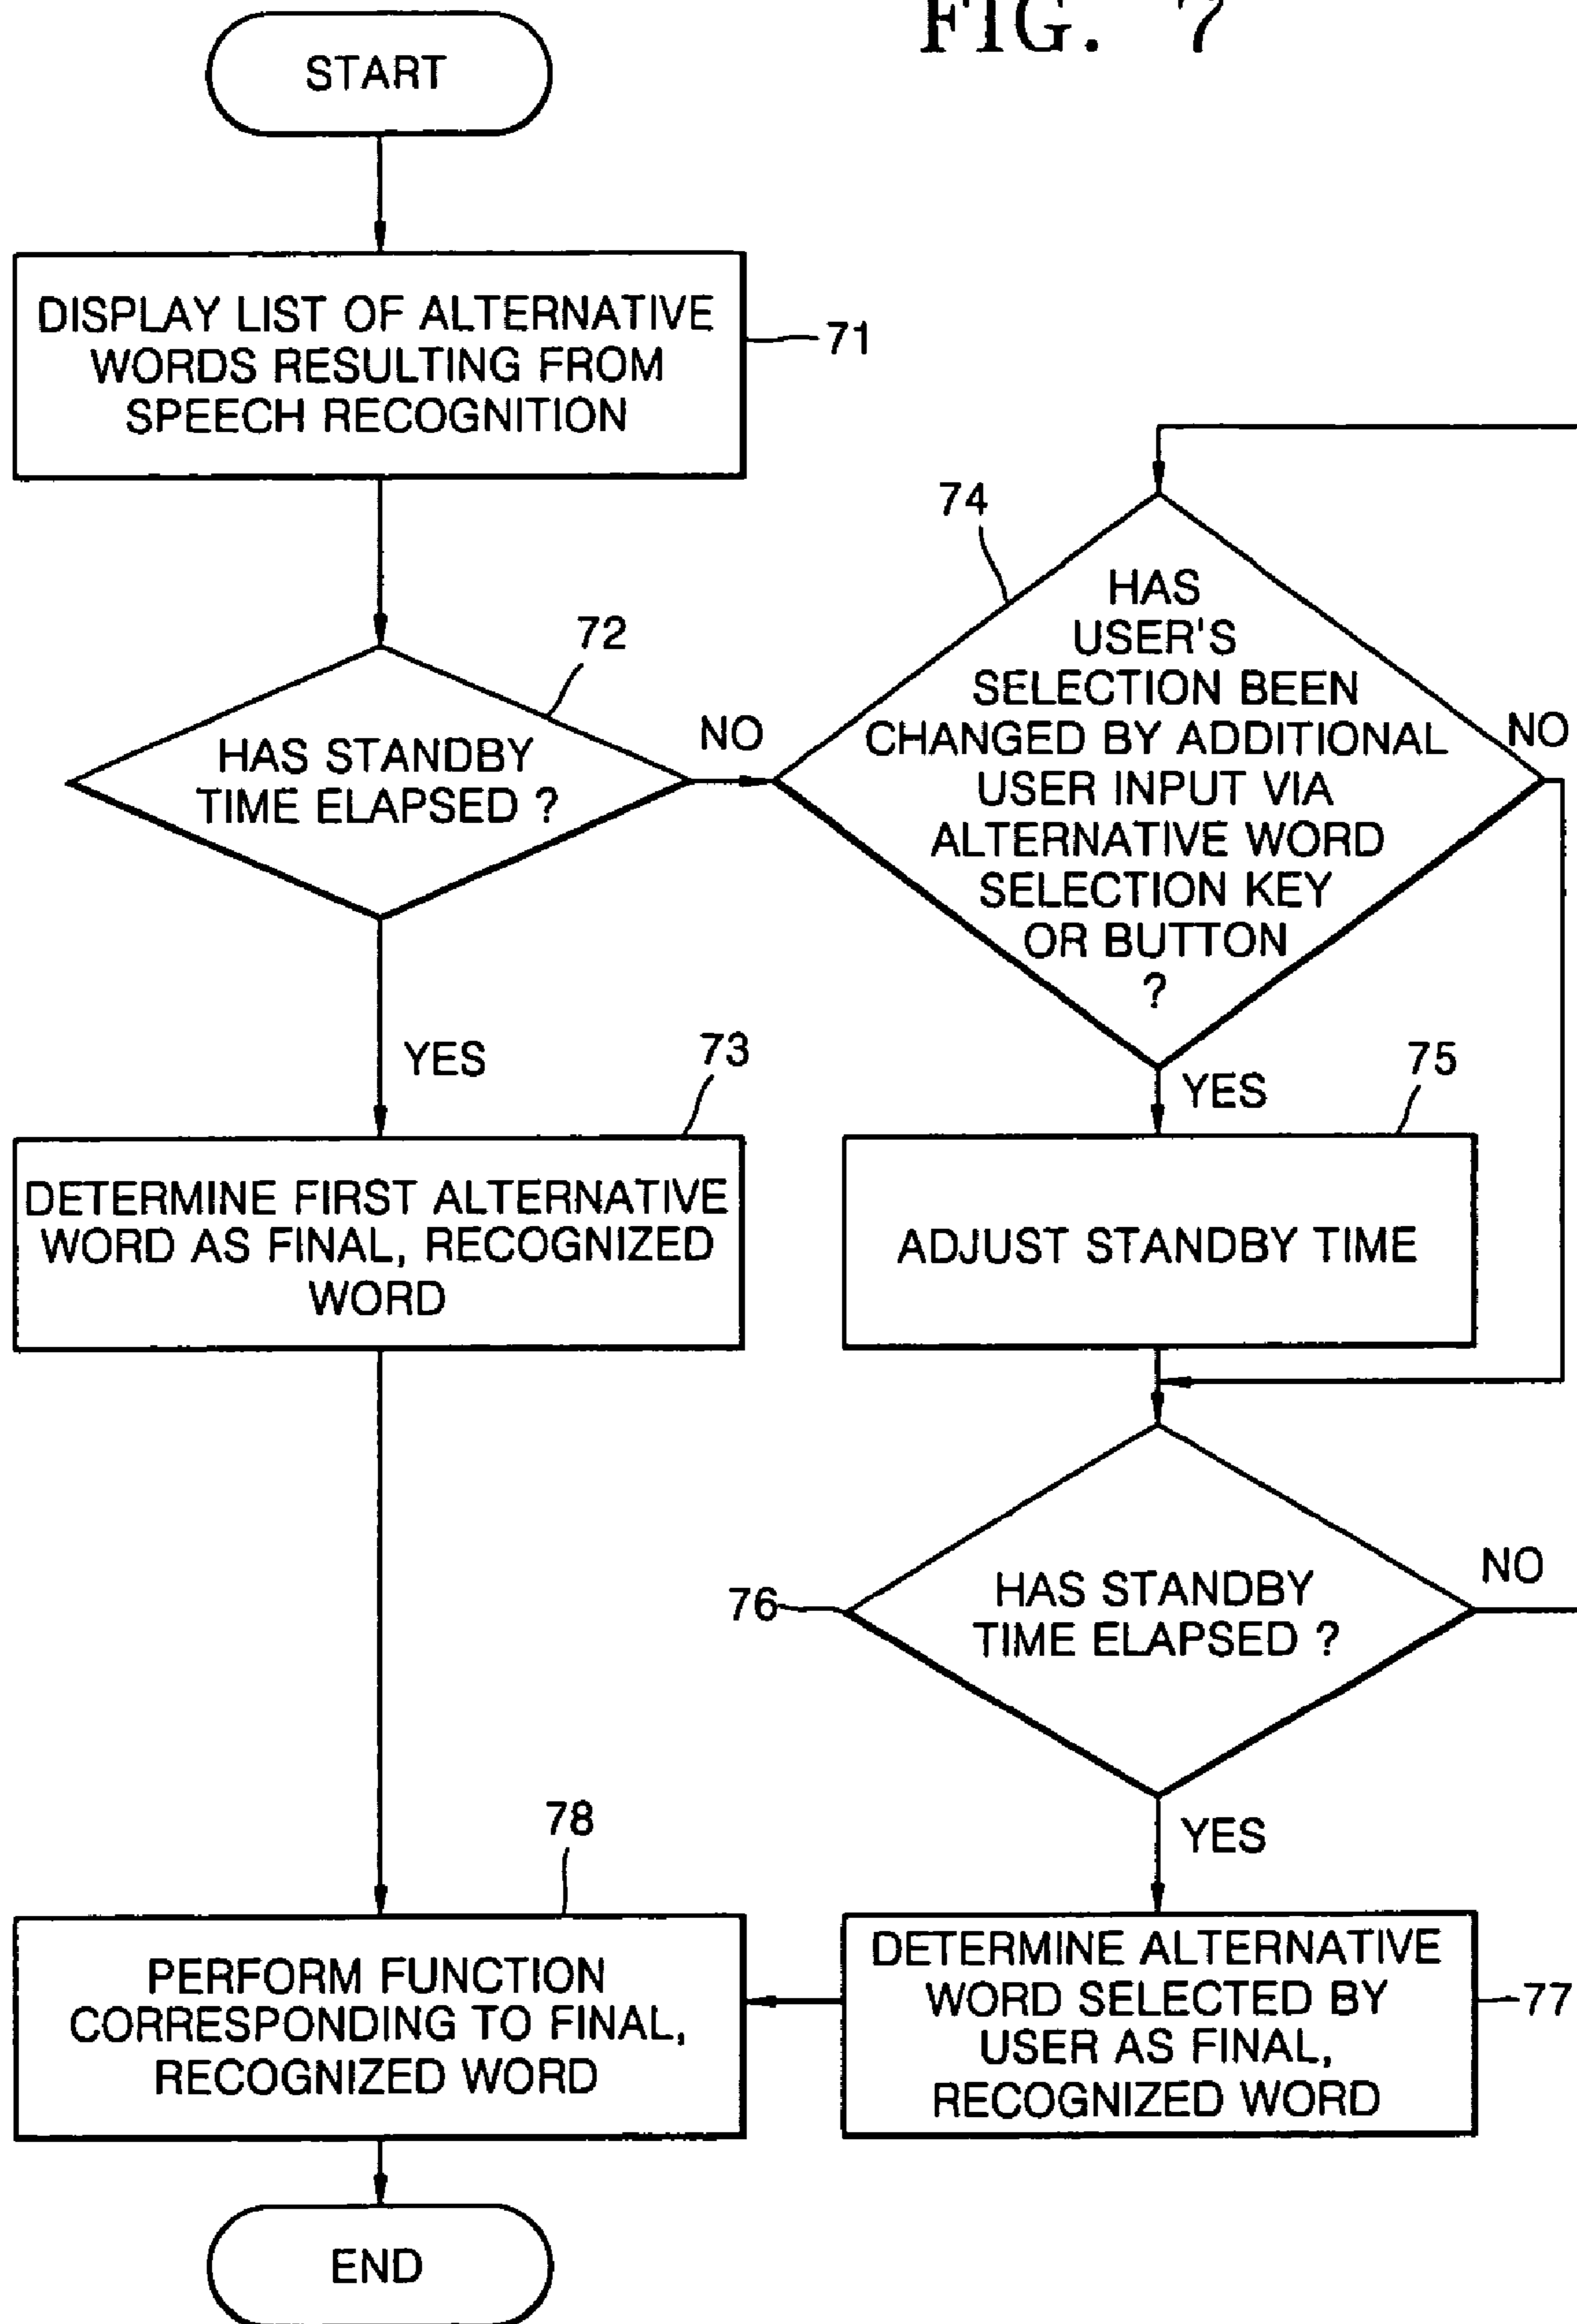 FIG. 7
START
DISPLAY LIST OF ALTERNATIVE
WORDS RESULTING FROM
SPEECH RECOGNITION
71
72
HAS STANDBY
TIME ELAPSED ?
NO
YES
73
DETERMINE FIRST ALTERNATIVE
WORD AS FINAL, RECOGNIZED
WORD
74
HAS
USER'S
SELECTION BEEN
CHANGED BY ADDITIONAL
USER INPUT VIA
ALTERNATIVE WORD
SELECTION KEY
OR BUTTON
?
NO
YES
75
ADJUST STANDBY TIME
76
HAS STANDBY
TIME ELAPSED ?
NO
YES
DETERMINE ALTERNATIVE
WORD SELECTED BY
USER AS FINAL,
RECOGNIZED WORD
77
78
PERFORM FUNCTION
CORRESPONDING TO FINAL,
RECOGNIZED WORD
END